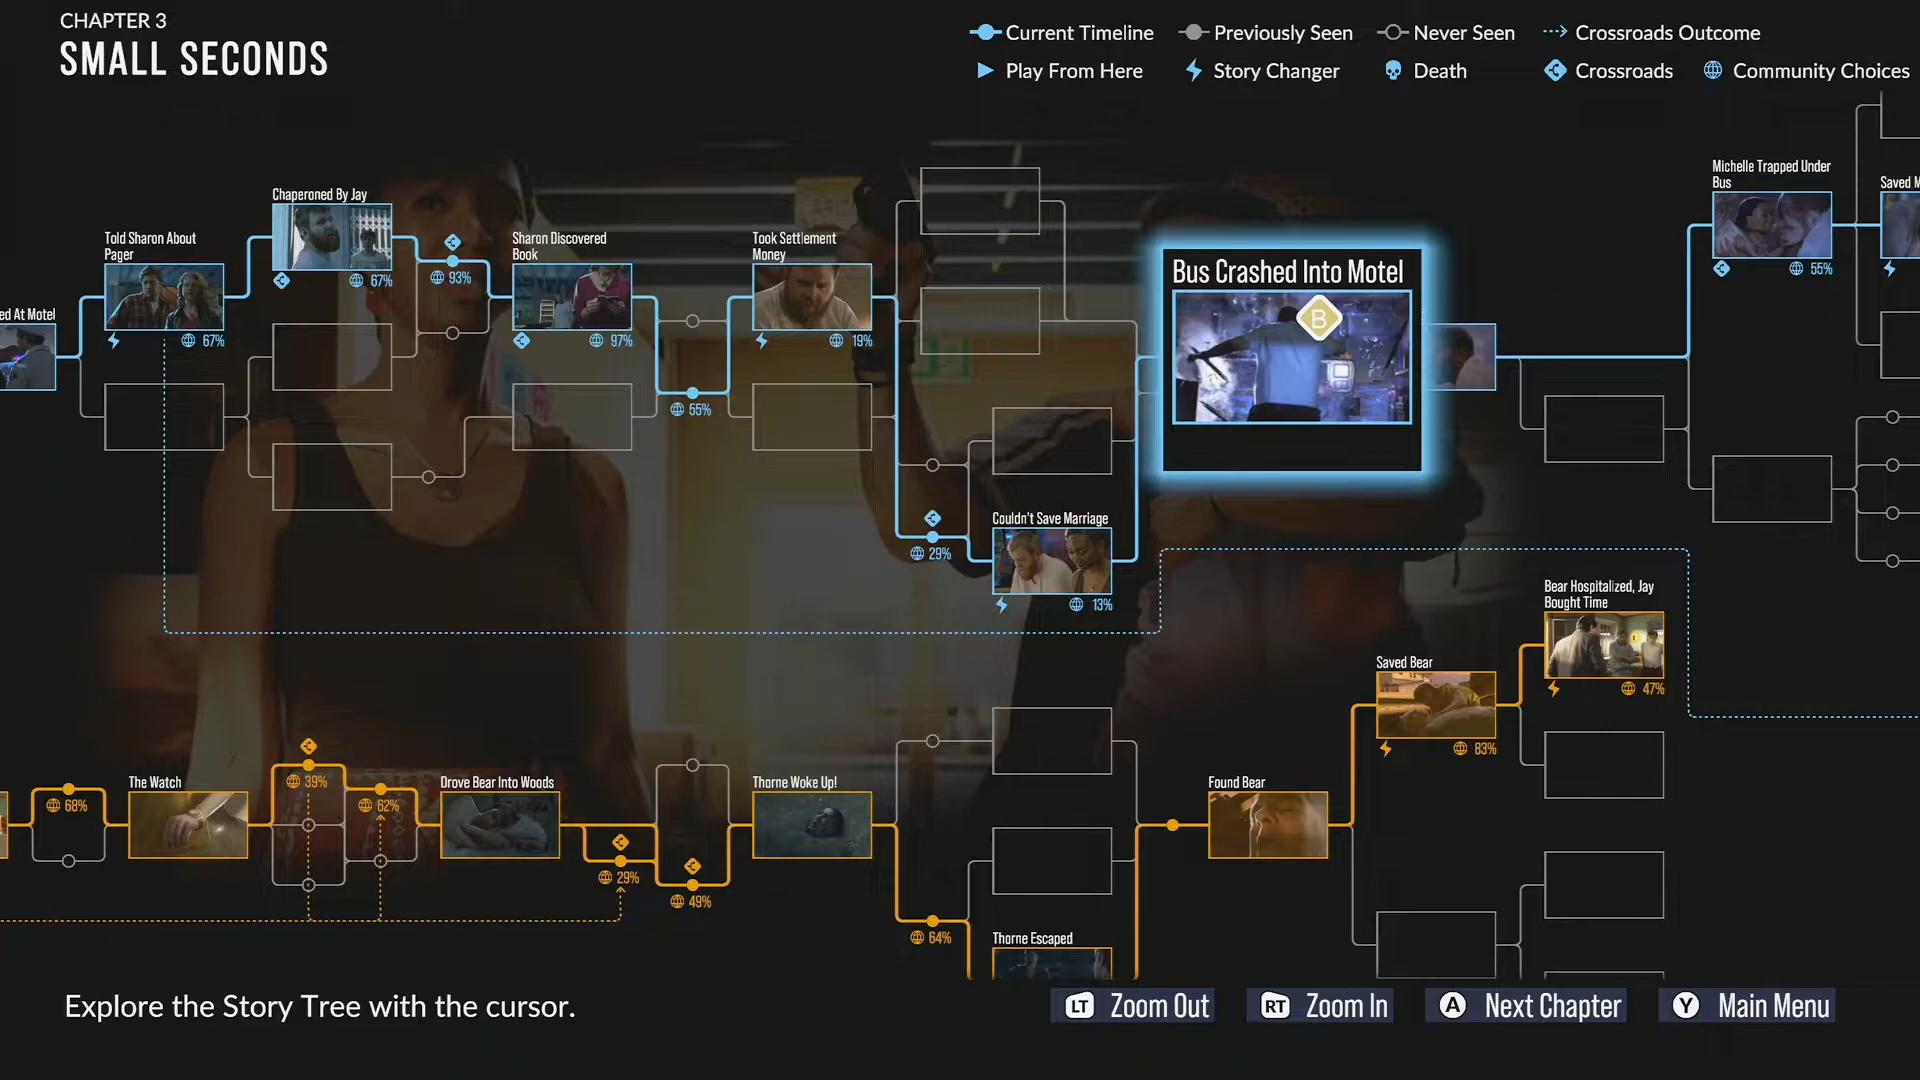 CHAPTER 3
SMALL SECONDS
Current Timeline
Previously Seen
Never Seen
Crossroads Outcome
Play From Here
Story Changer
Death
Crossroads
Community Choices
ed At Motel
Told Sharon About
Pager
67%
Chaperoned By Jay
67%
93%
Sharon Discovered
Book
97%
55%
Took Settlement
Money
19%
29%
Couldn't Save Marriage
13%
Bus Crashed Into Motel
B
Michelle Trapped Under
Bus
55%
Saved M
68%
The Watch
39%
62%
Drove Bear Into Woods
29%
49%
Thorne Woke Up!
64%
Thorne Escaped
Found Bear
Saved Bear
83%
Bear Hospitalized, Jay
Bought Time
47%
Explore the Story Tree with the cursor.
LT Zoom Out
RT Zoom In
A Next Chapter
Y Main Menu